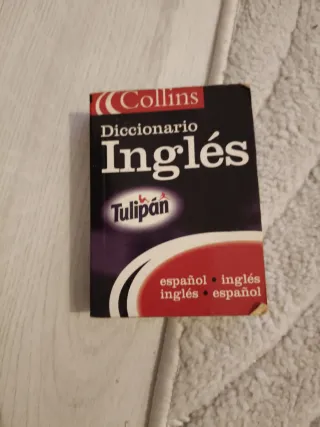 Collins
Diccionario
Inglés
Tulipán
español • inglés
inglés • español